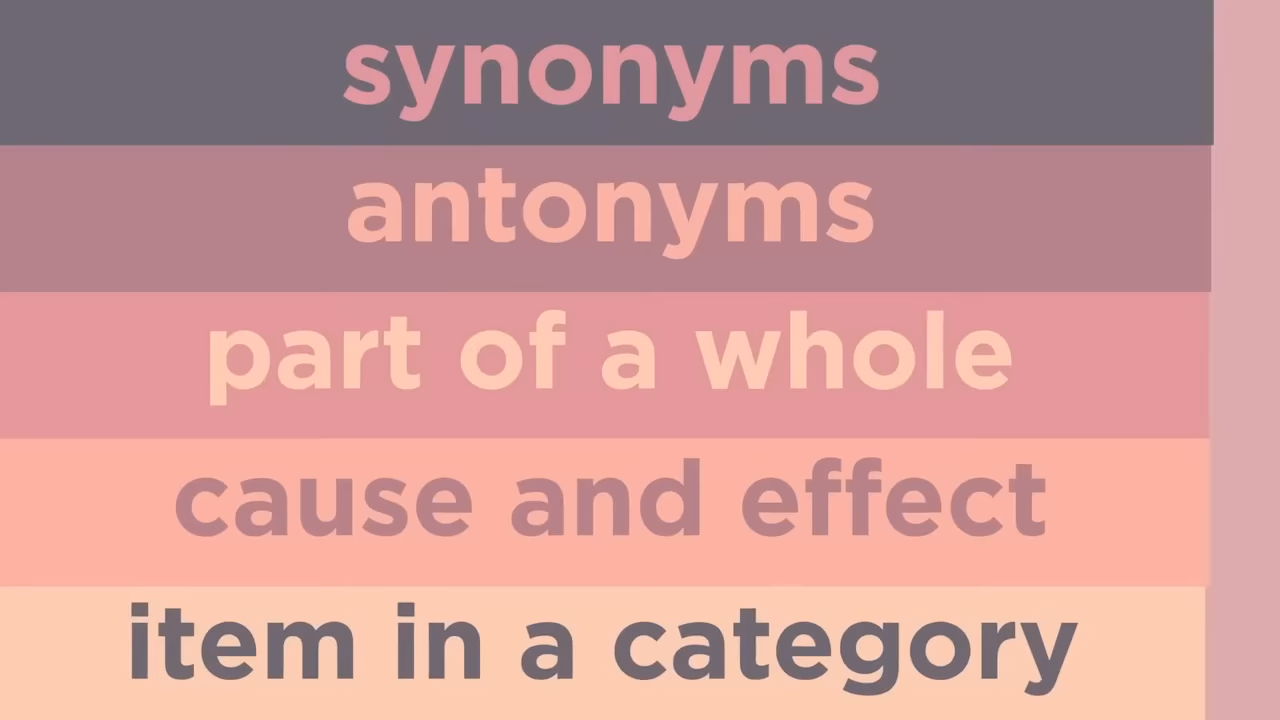 synonyms
antonyms
part of a whole
cause and effect
item in a category